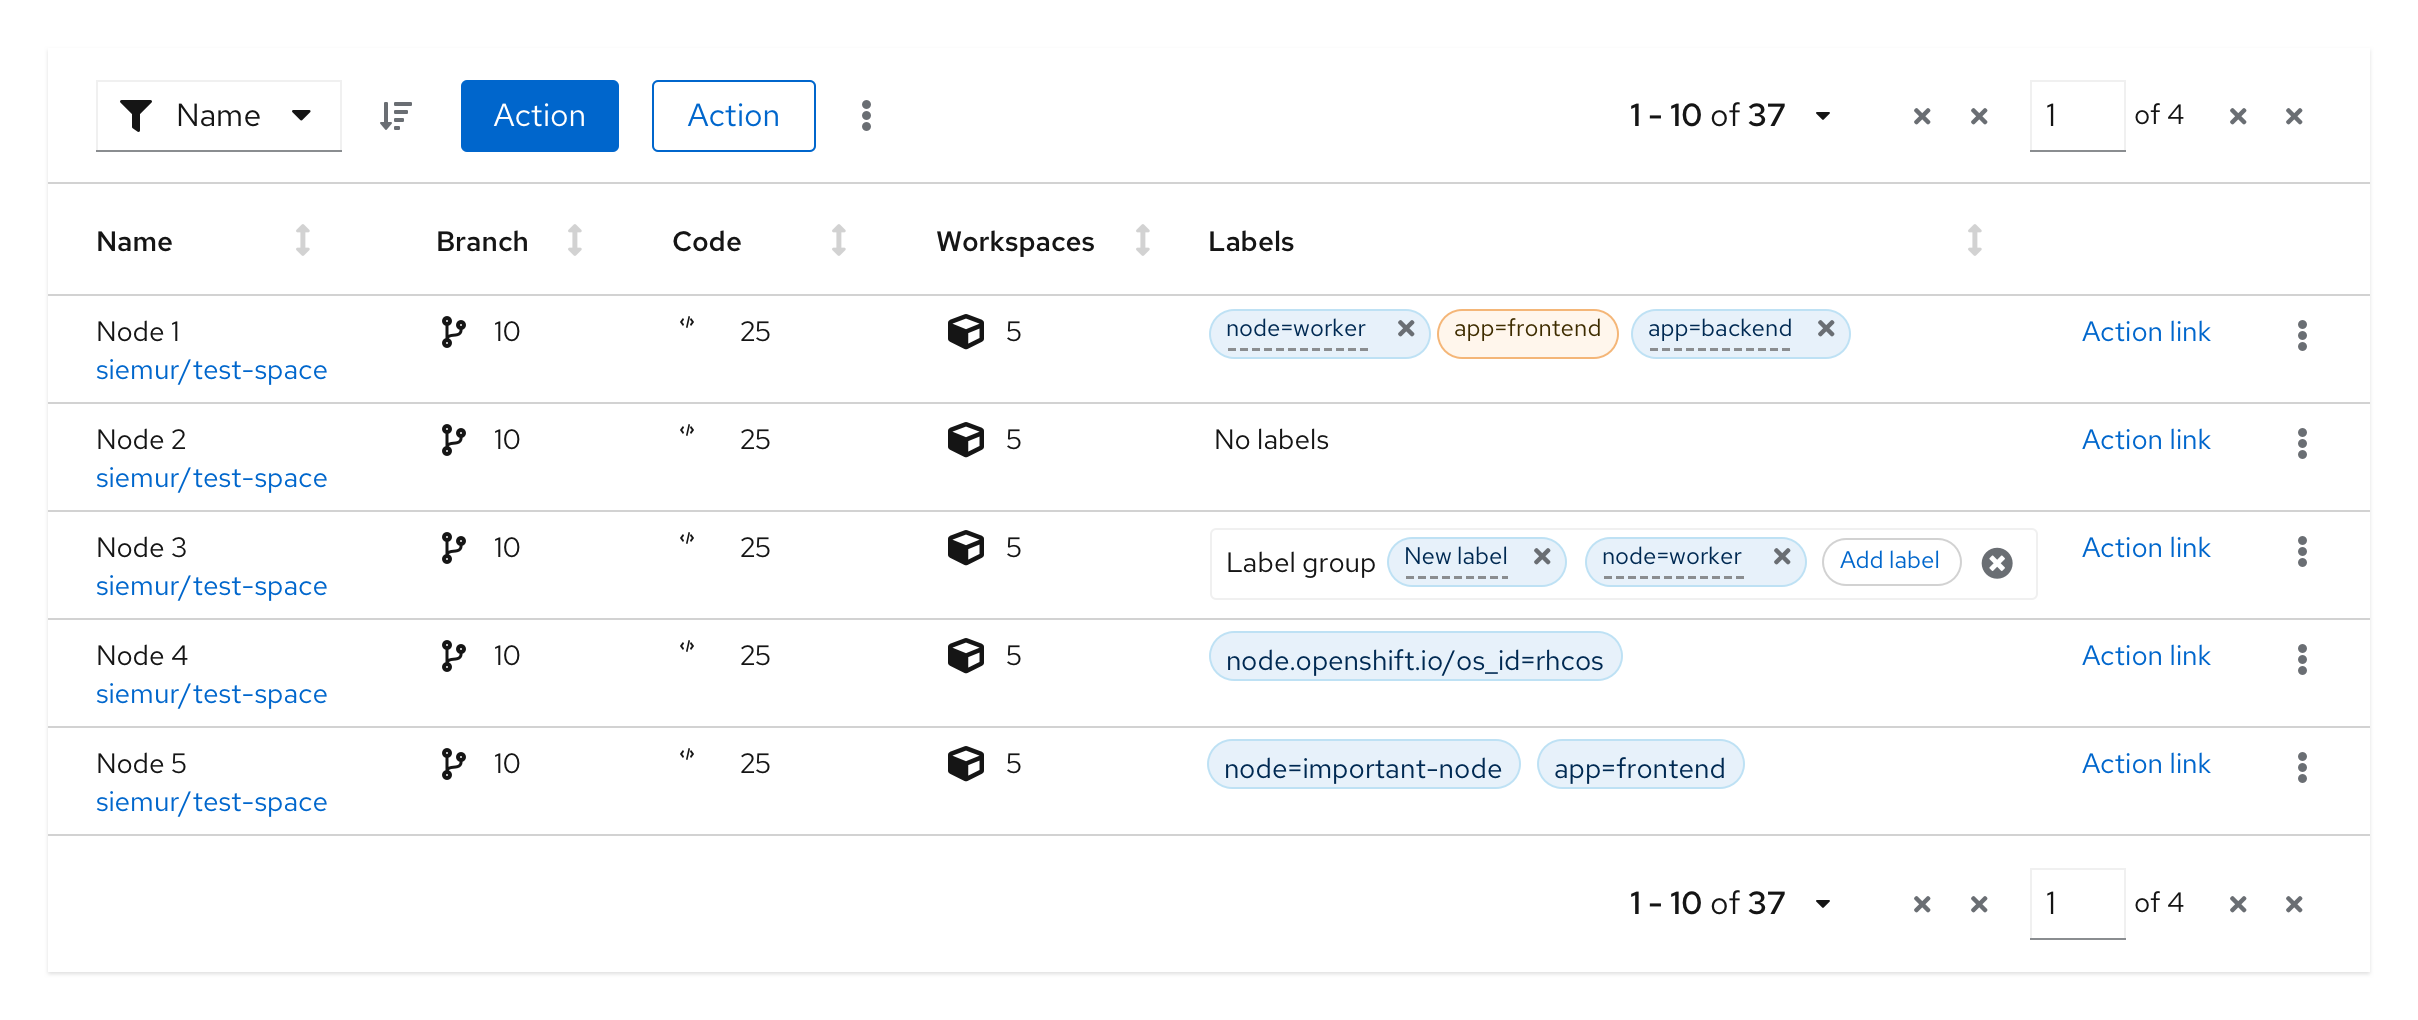 Name Action Action 1 - 10 of 37 1 of 4
Name Branch Code Workspaces Labels
Node 1 10 25 5 node=worker app=frontend app=backend Action link
siemur/test-space
Node 2 10 25 5 No labels Action link
siemur/test-space
Node 3 10 25 5 Label group New label node=worker Add label Action link
siemur/test-space
Node 4 10 25 5 node.openshift.io/os_id=rhcos Action link
siemur/test-space
Node 5 10 25 5 node=important-node app=frontend Action link
siemur/test-space
1 - 10 of 37 1 of 4